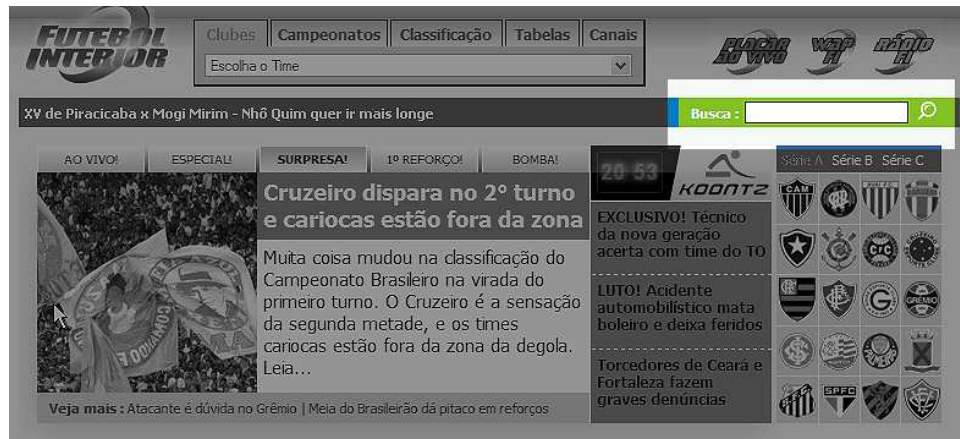 FUTEBOL
INTERIOR
Clubes Campeonatos Classificação Tabelas Canais
Escolha o Time
PLACAR
AO VIVO
WAP
FI
RÁDIO
FI
XV de Piracicaba x Mogi Mirim - Nhô Quim quer ir mais longe
Busca :
AO VIVO! ESPECIAL! SURPRESA! 1º REFORÇO! BOMBA!
Cruzeiro dispara no 2° turno
e cariocas estão fora da zona
Muita coisa mudou na classificação do
Campeonato Brasileiro na virada do
primeiro turno. O Cruzeiro é a sensação
da segunda metade, e os times
cariocas estão fora da zona da degola.
Leia...
Veja mais : Atacante é dúvida no Grêmio | Meia do Brasileirão dá pitaco em reforços
20 53
KOONTZ
EXCLUSIVO! Técnico
da nova geração
acerta com time do TO
LUTO! Acidente
automobilístico mata
boleiro e deixa feridos
Torcedores de Ceará e
Fortaleza fazem
graves denúncias
Série A Série B Série C
CAM
CFC
GRÊMIO
SPFC